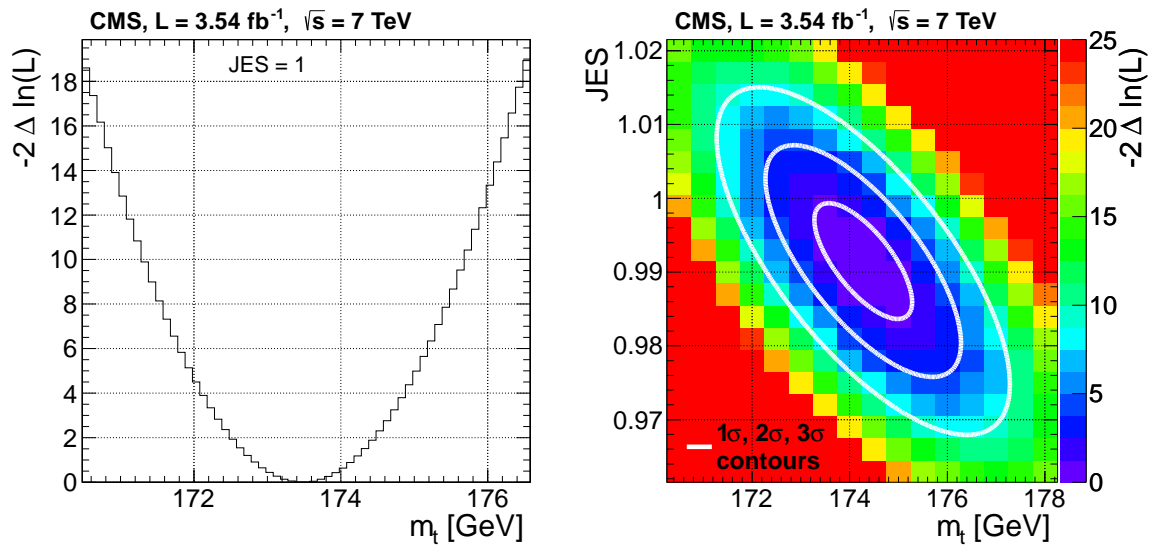 CMS, L = 3.54 fb⁻¹, √s = 7 TeV
JES = 1
-2 Δ ln(L)
18
16
14
12
10
8
6
4
2
0
172
174
176
mₜ [GeV]
CMS, L = 3.54 fb⁻¹, √s = 7 TeV
JES
1.02
1.01
1
0.99
0.98
0.97
1σ, 2σ, 3σ
contours
172
174
176
178
mₜ [GeV]
25
20
15
10
5
0
-2 Δ ln(L)